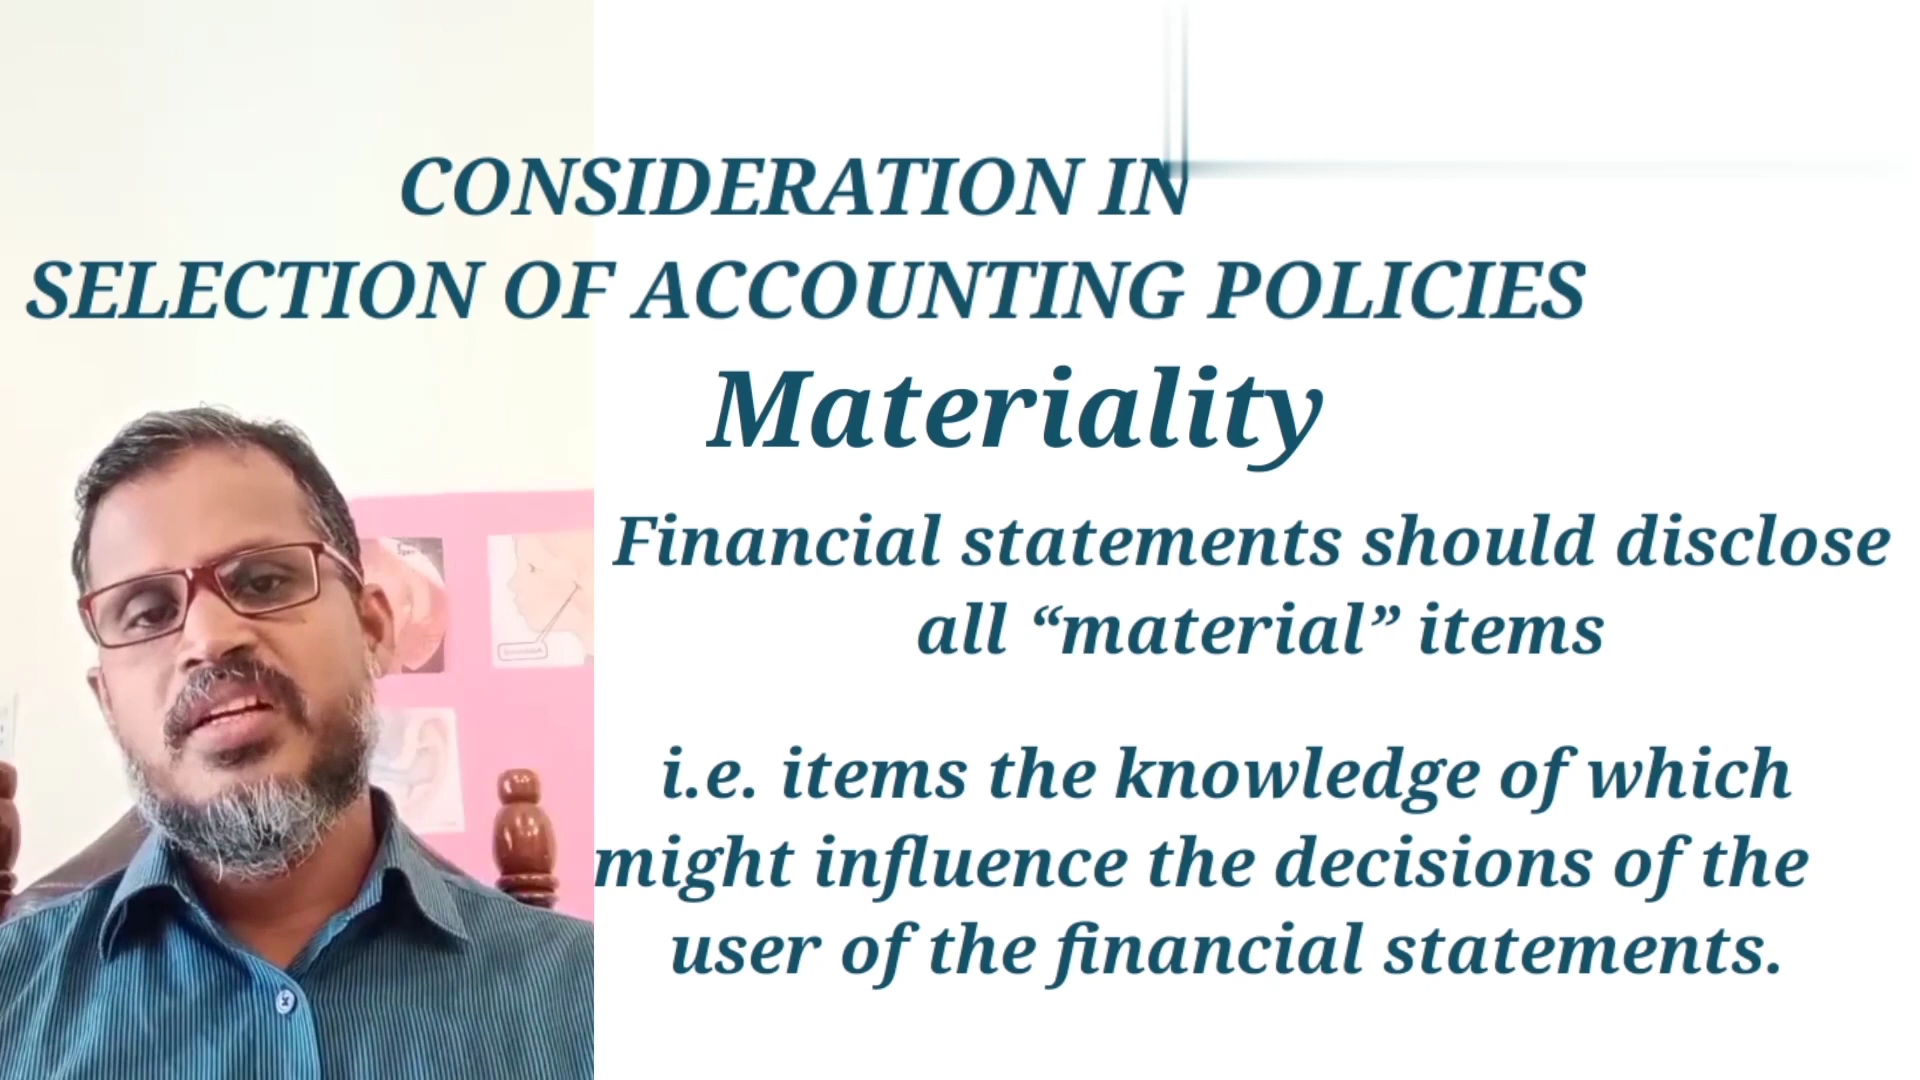 CONSIDERATION IN
SELECTION OF ACCOUNTING POLICIES
Materiality
Financial statements should disclose
all “material” items
i.e. items the knowledge of which
might influence the decisions of the
user of the financial statements.